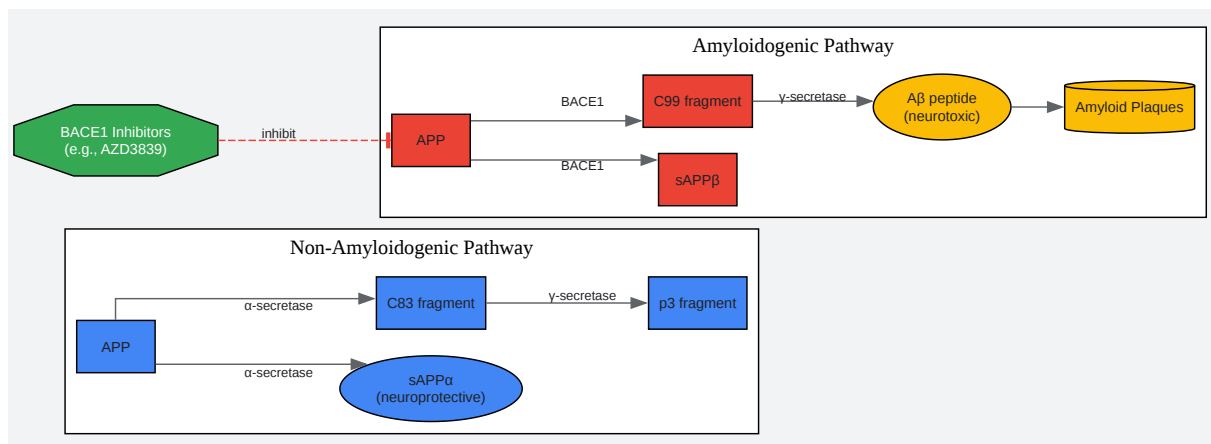 Amyloidogenic Pathway
BACE1 Inhibitors
(e.g., AZD3839)
inhibit
APP
BACE1
C99 fragment
γ-secretase
Aβ peptide
(neurotoxic)
Amyloid Plaques
BACE1
sAPPβ
Non-Amyloidogenic Pathway
APP
α-secretase
C83 fragment
γ-secretase
p3 fragment
α-secretase
sAPPα
(neuroprotective)